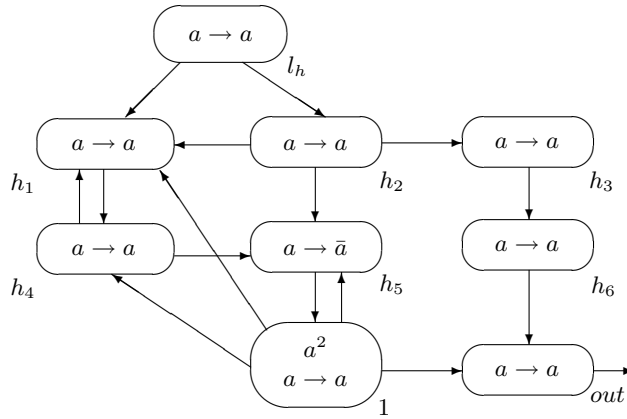 a → a
l_h
a → a
a → a
a → a
h_1
h_2
h_3
a → a
a → ā
a → a
h_4
h_5
h_6
a^2
a → a
a → a
1
out